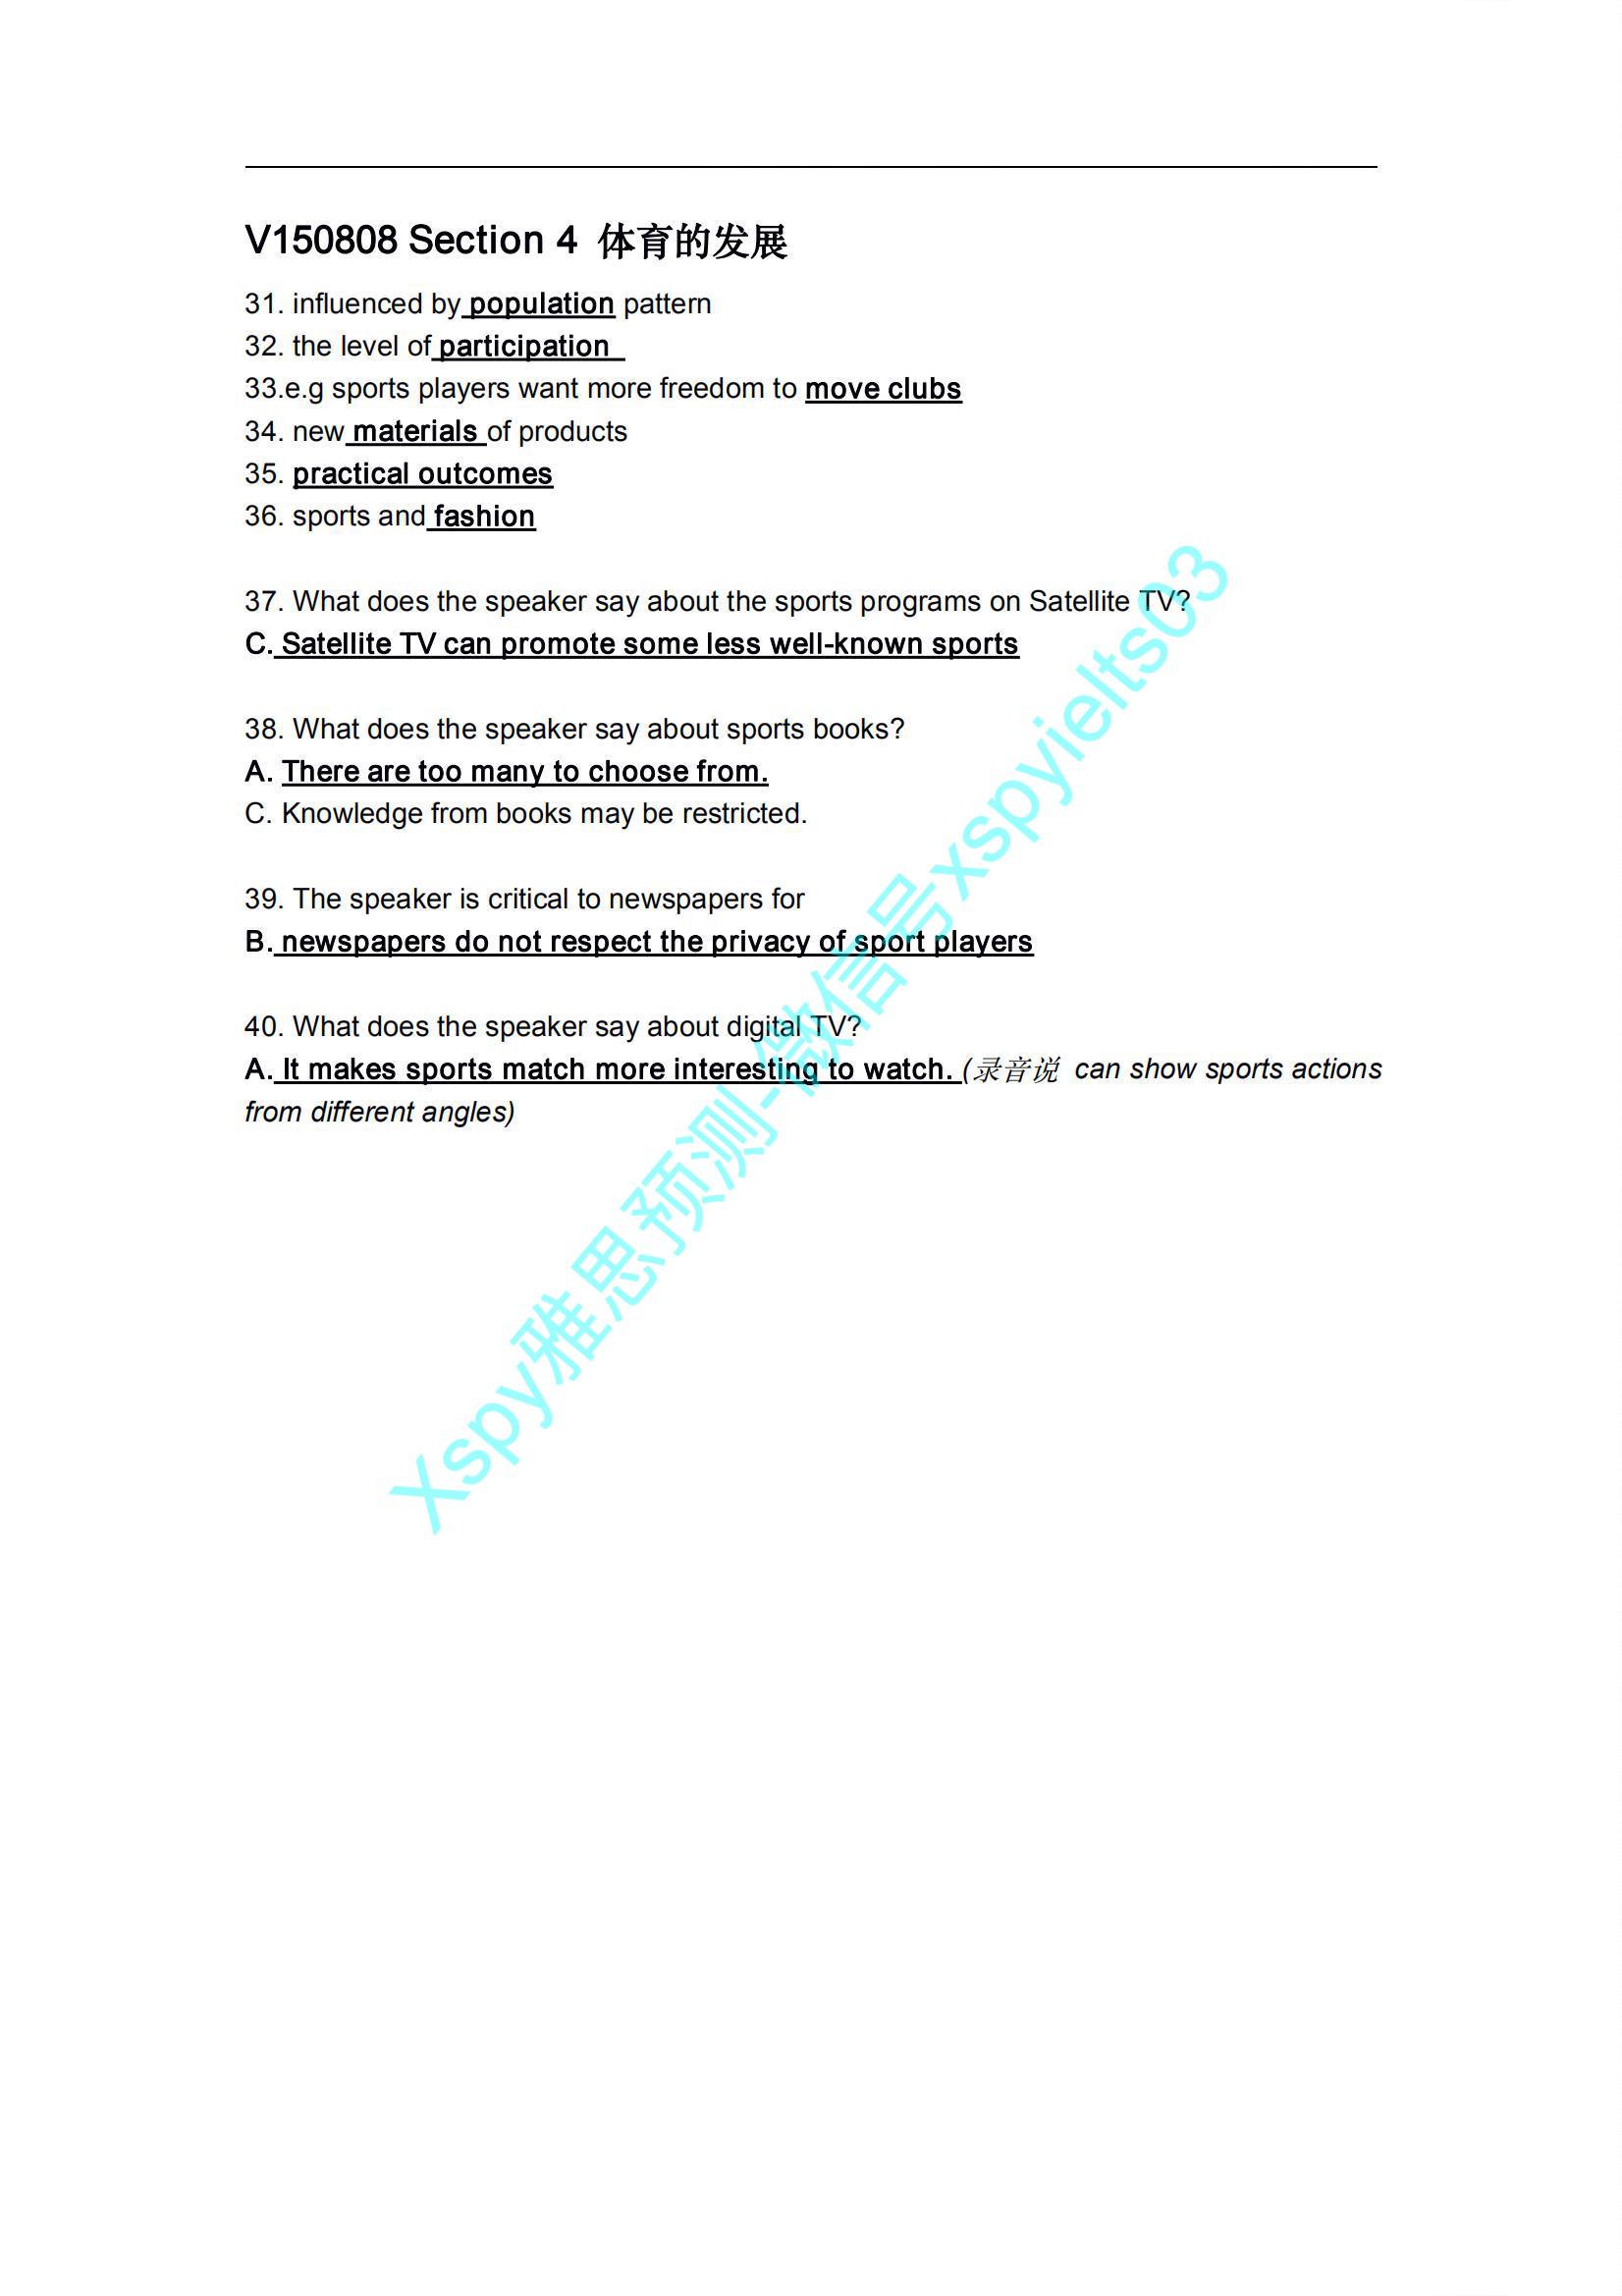 V150808 Section 4 体育的发展
31. influenced by population pattern
32. the level of participation
33.e.g sports players want more freedom to move clubs
34. new materials of products
35. practical outcomes
36. sports and fashion
37. What does the speaker say about the sports programs on Satellite TV?
C. Satellite TV can promote some less well-known sports
38. What does the speaker say about sports books?
A. There are too many to choose from.
C. Knowledge from books may be restricted.
39. The speaker is critical to newspapers for
B. newspapers do not respect the privacy of sport players
40. What does the speaker say about digital TV?
A. It makes sports match more interesting to watch. (录音说 can show sports actions
from different angles)
Xspy雅思预测-微信号xspyielts03